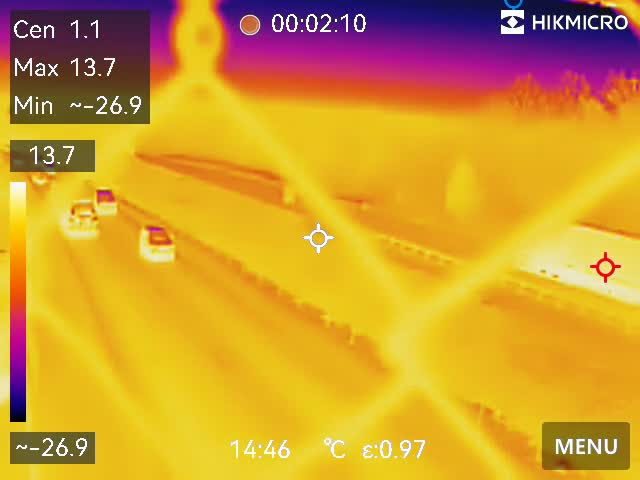 Cen 1.1
Max 13.7
Min ~-26.9
00:02:10
HIKMICRO
13.7
~-26.9
14:46 °C ε:0.97
MENU